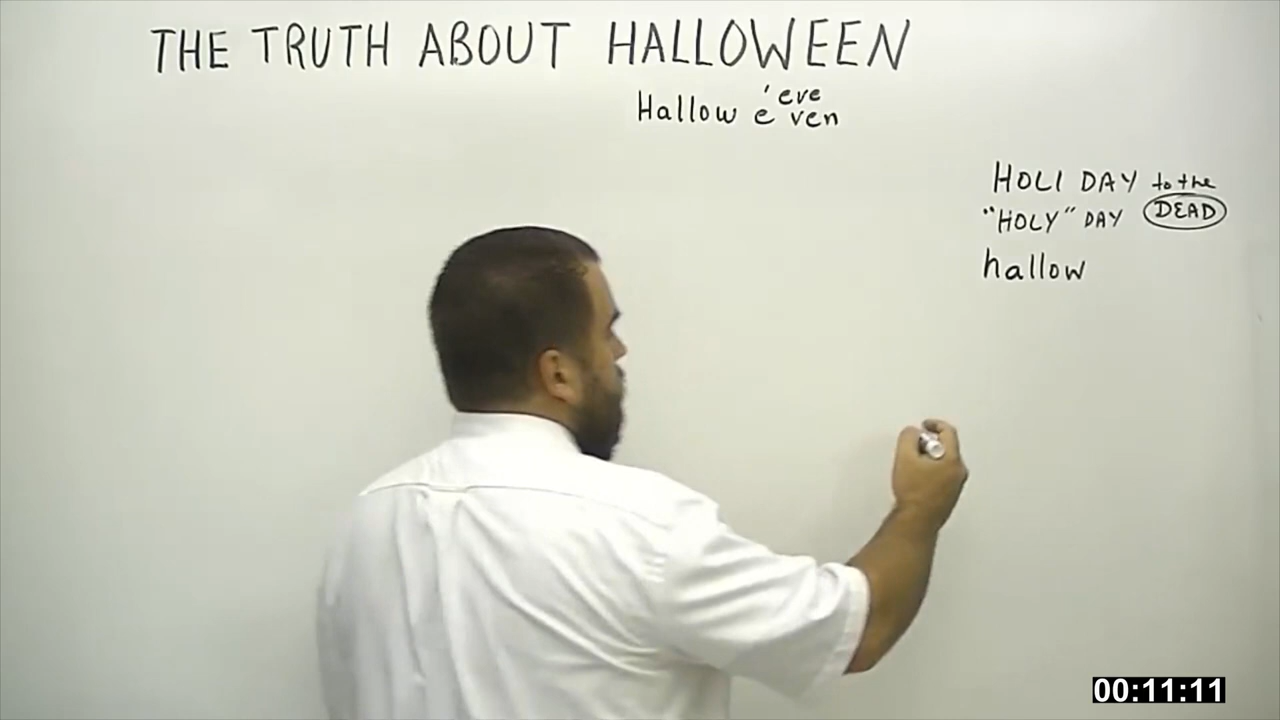 THE TRUTH ABOUT HALLOWEEN
'eve
Hallow e ven
HOLI DAY to the
"HOLY" DAY DEAD
hallow
00:11:11